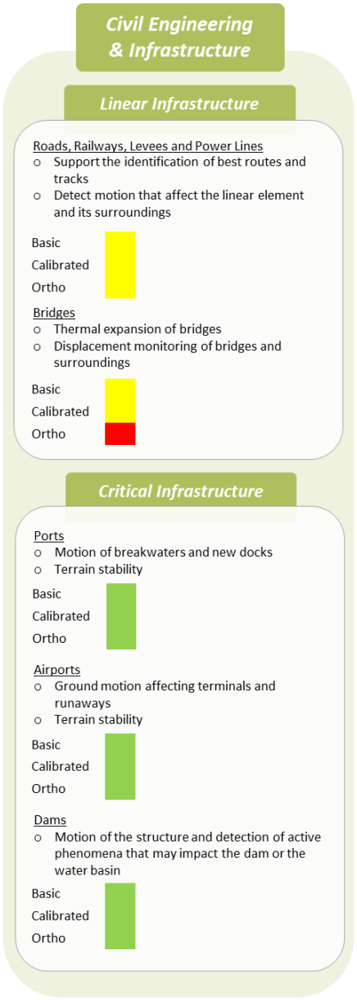 Civil Engineering
& Infrastructure
Linear Infrastructure
Roads, Railways, Levees and Power Lines
o Support the identification of best routes and
tracks
o Detect motion that affect the linear element
and its surroundings
Basic
Calibrated
Ortho
Bridges
o Thermal expansion of bridges
o Displacement monitoring of bridges and
surroundings
Basic
Calibrated
Ortho
Critical Infrastructure
Ports
o Motion of breakwaters and new docks
o Terrain stability
Basic
Calibrated
Ortho
Airports
o Ground motion affecting terminals and
runaways
o Terrain stability
Basic
Calibrated
Ortho
Dams
o Motion of the structure and detection of active
phenomena that may impact the dam or the
water basin
Basic
Calibrated
Ortho